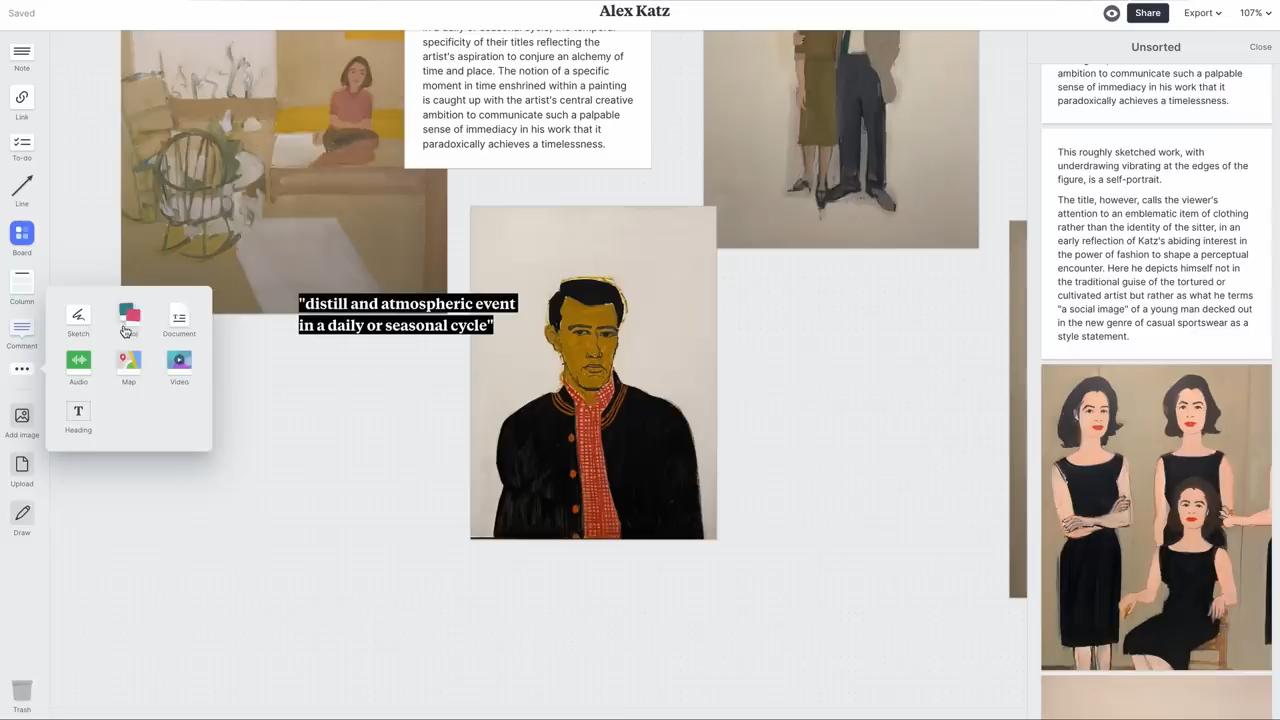 Saved
Alex Katz
Share
Export
107%
Note
Link
To-do
Line
Board
Column
Comment
Add image
Upload
Draw
Trash
Sketch
Document
Audio
Map
Video
T
Heading
specificity of their titles reflecting the
artist's aspiration to conjure an alchemy of
time and place. The notion of a specific
moment in time enshrined within a painting
is caught up with the artist's central creative
ambition to communicate such a palpable
sense of immediacy in his work that it
paradoxically achieves a timelessness.
"distill and atmospheric event
in a daily or seasonal cycle"
Unsorted
Close
ambition to communicate such a palpable
sense of immediacy in his work that it
paradoxically achieves a timelessness.
This roughly sketched work, with
underdrawing vibrating at the edges of the
figure, is a self-portrait.
The title, however, calls the viewer's
attention to an emblematic item of clothing
rather than the identity of the sitter, in an
early reflection of Katz's abiding interest in
the power of fashion to shape a perceptual
encounter. Here he depicts himself not in
the traditional guise of the tortured or
cultivated artist but rather as what he terms
"a social image" of a young man decked out
in the new genre of casual sportswear as a
style statement.